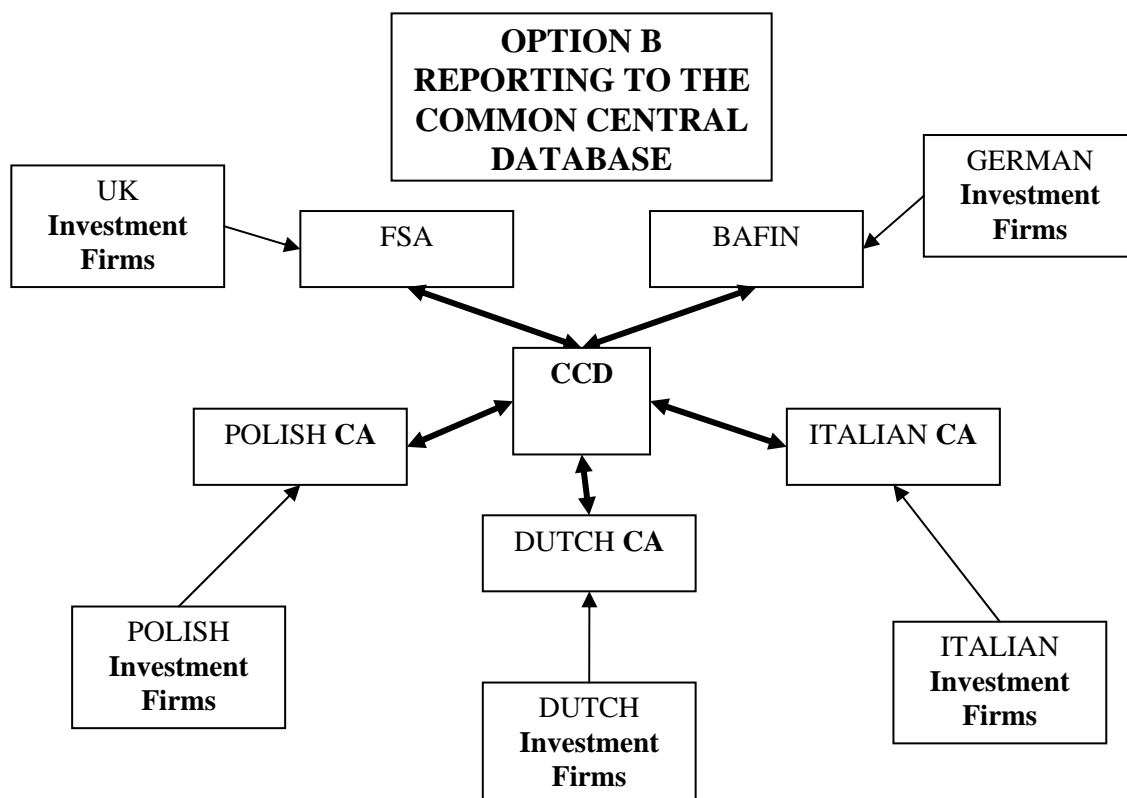 OPTION B
REPORTING TO THE
COMMON CENTRAL
DATABASE
UK
Investment
Firms
GERMAN
Investment
Firms
FSA
BAFIN
CCD
POLISH CA
ITALIAN CA
DUTCH CA
POLISH
Investment
Firms
ITALIAN
Investment
Firms
DUTCH
Investment
Firms